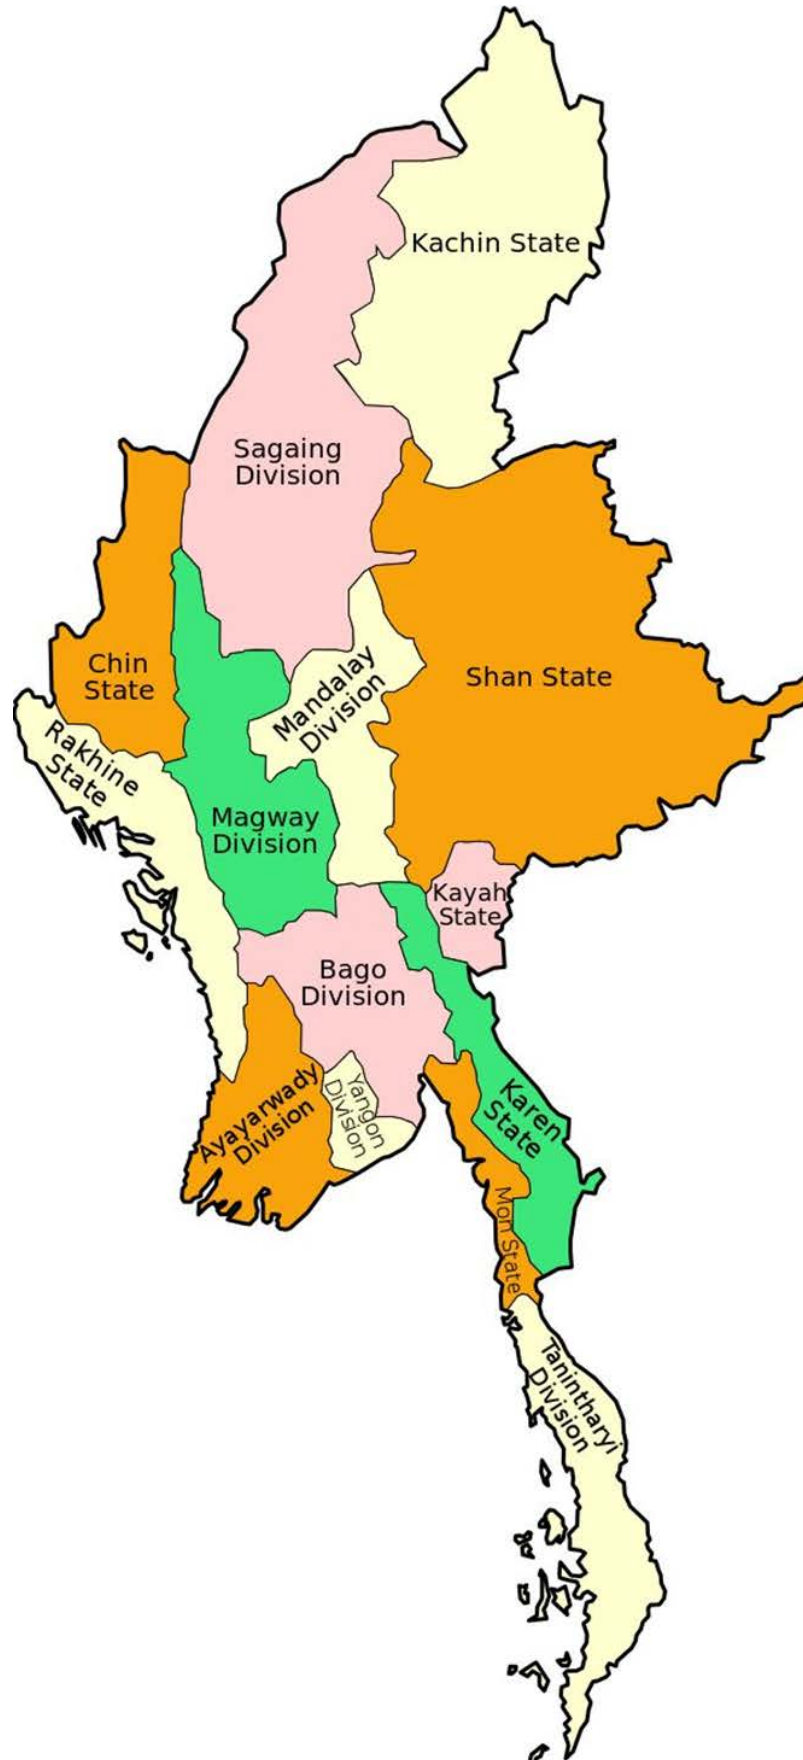 Kachin State
Sagaing
Division
Chin
State
Shan State
Mandalay
Division
Rakhine
State
Magway
Division
Kayah
State
Bago
Division
Ayayarwady
Division
Yangon
Division
Karen
State
Mon State
Tanintharyi
Division